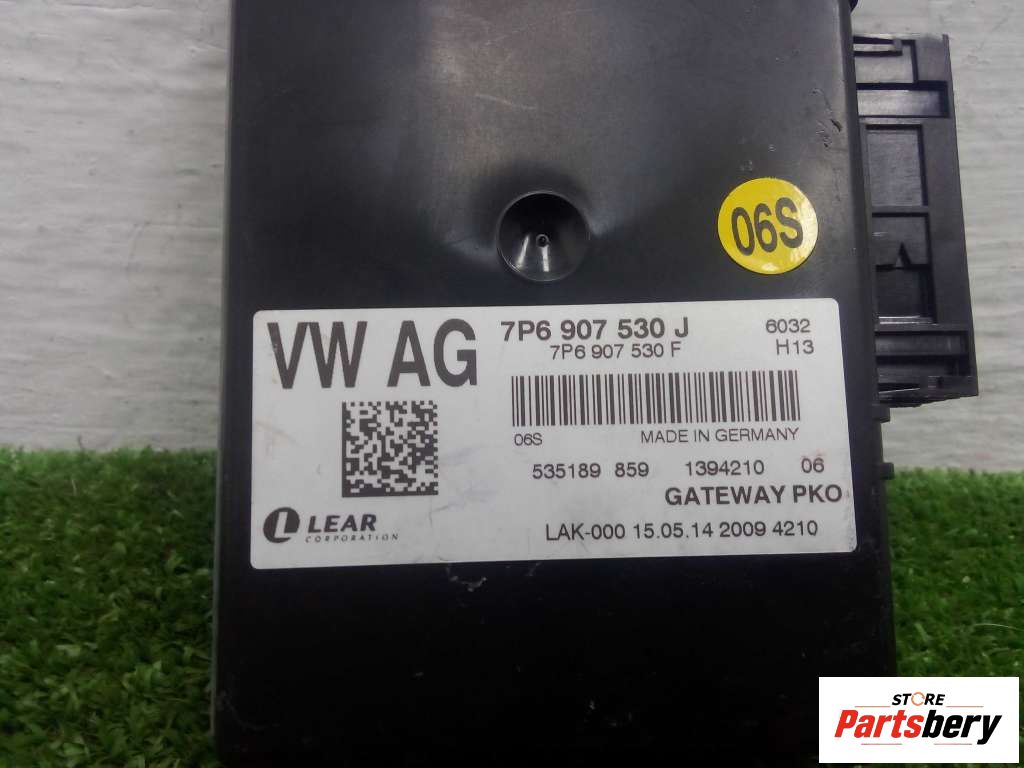 06S
VW AG
7P6 907 530 J
6032
7P6 907 530 F
H13
06S
MADE IN GERMANY
535189 859 1394210 06
GATEWAY PKO
LEAR
CORPORATION
LAK-000 15.05.14 2009 4210
STORE
Partsbery